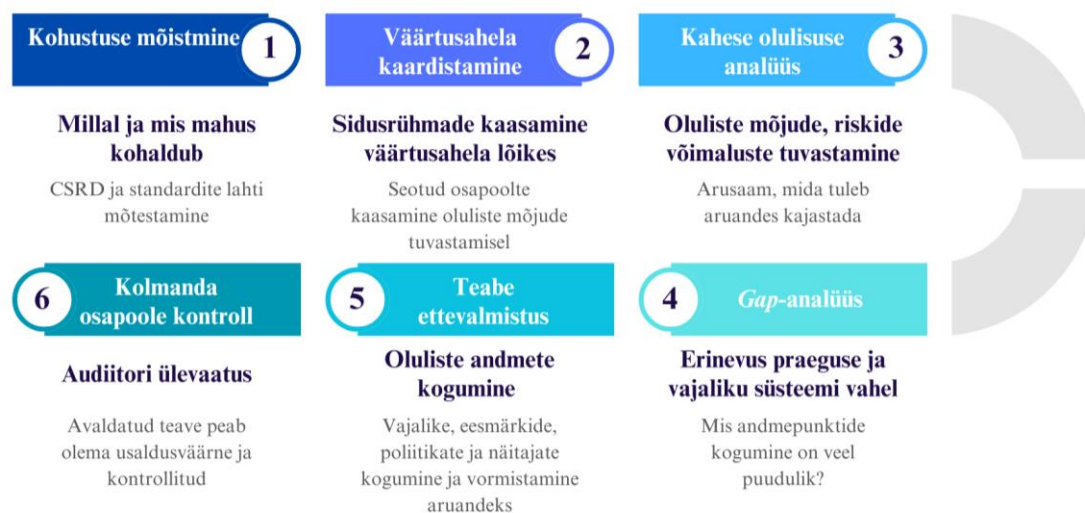 Kohustuse mõistmine
1
Millal ja mis mahus
kohaldub
CSRD ja standardite lahti
mõtestamine
Väärtusahela
kaardistamine
2
Sidusrühmade kaasamine
väärtusahela lõikes
Seotud osapoolte
kaasamine oluliste mõjude
tuvastamisel
Kahese olulisuse
analüüs
3
Oluliste mõjude, riskide
võimaluste tuvastamine
Arusaam, mida tuleb
aruandes kajastada
4
Gap-analüüs
Erinevus praeguse ja
vajaliku süsteemi vahel
Mis andmepunktide
kogumine on veel
puudulik?
5
Teabe
ettevalmistus
Oluliste andmete
kogumine
Vajalike, eesmärkide,
poliitikate ja näitajate
kogumine ja vormistamine
aruandeks
6
Kolmanda
osapoole kontroll
Audiitori ülevaatus
Avaldatud teave peab
olema usaldusväärne ja
kontrollitud